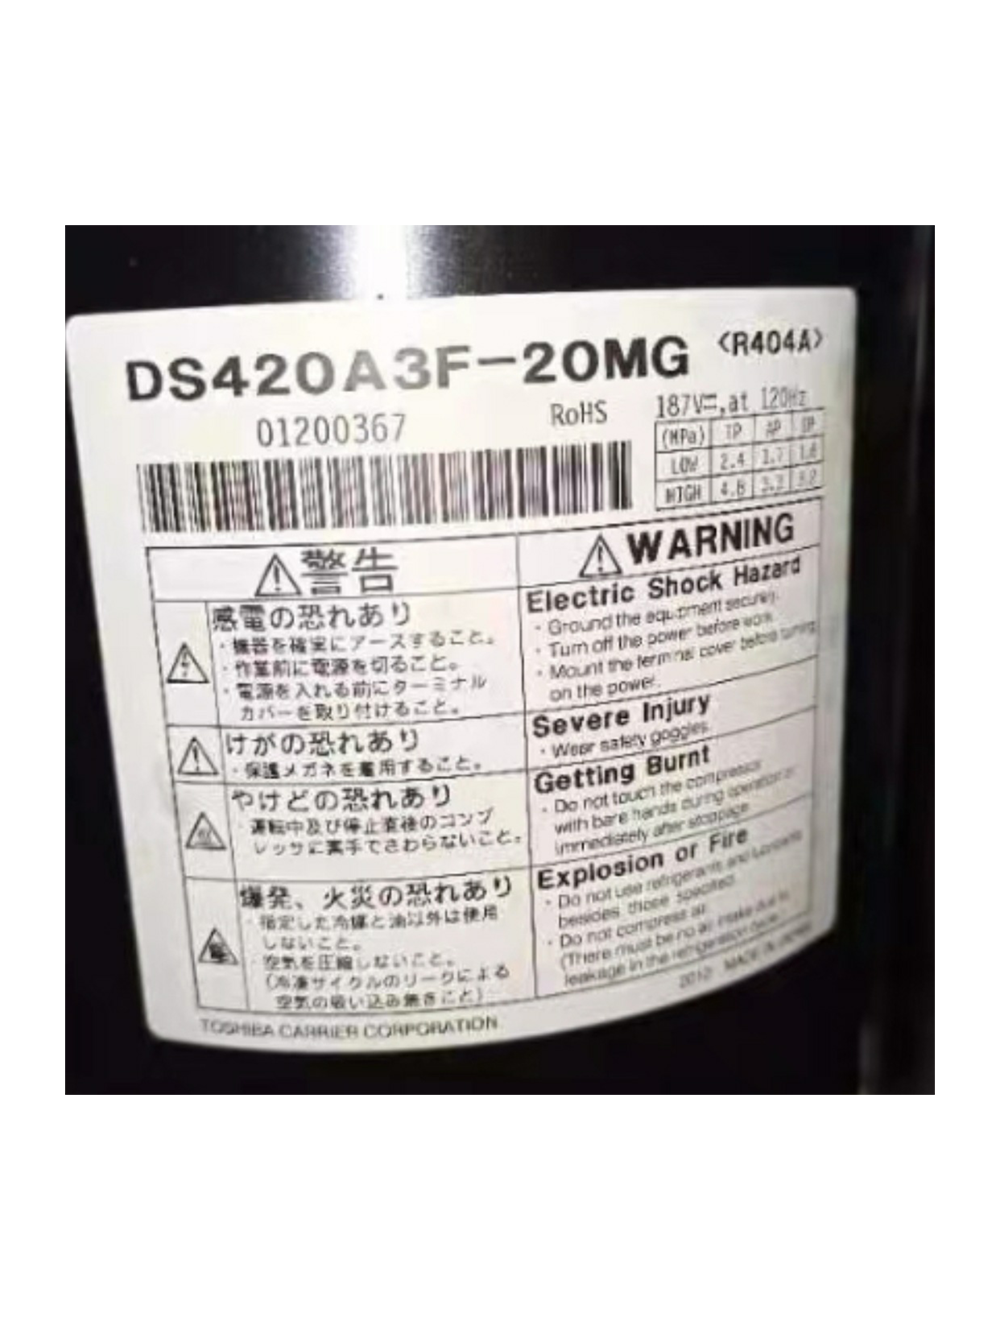 DS420A3F-20MG <R404A>
01200367 RoHS
187V⎓,at 120Hz
(MPa) TP AP OP
LOW 2.4 1.7 1.6
HIGH 4.8 3.3
⚠警告
感電の恐れあり
・機器を確実にアースすること。
・作業前に電源を切ること。
・電源を入れる前にターミナル
カバーを取り付けること。
けがの恐れあり
・保護メガネを着用すること。
やけどの恐れあり
・運転中及び停止直後のコンプ
レッサに素手でさわらないこと。
爆発、火災の恐れあり
・指定した冷媒と油以外は使用
しないこと。
・空気を圧縮しないこと。
(冷凍サイクルのリークによる
空気の吸い込み無きこと)
⚠WARNING
Electric Shock Hazard
・Ground the equipment securely.
・Turn off the power before work.
・Mount the terminal cover before turning
on the power.
Severe Injury
・Wear safety goggles.
Getting Burnt
・Do not touch the compressor
with bare hands during operation or
immediately after stoppage.
Explosion or Fire
・Do not use refrigerants and lubricants
besides those specified.
・Do not compress air.
(There must be no air intake due to
leakage in the refrigeration cycle.)
MADE IN JAPAN
TOSHIBA CARRIER CORPORATION